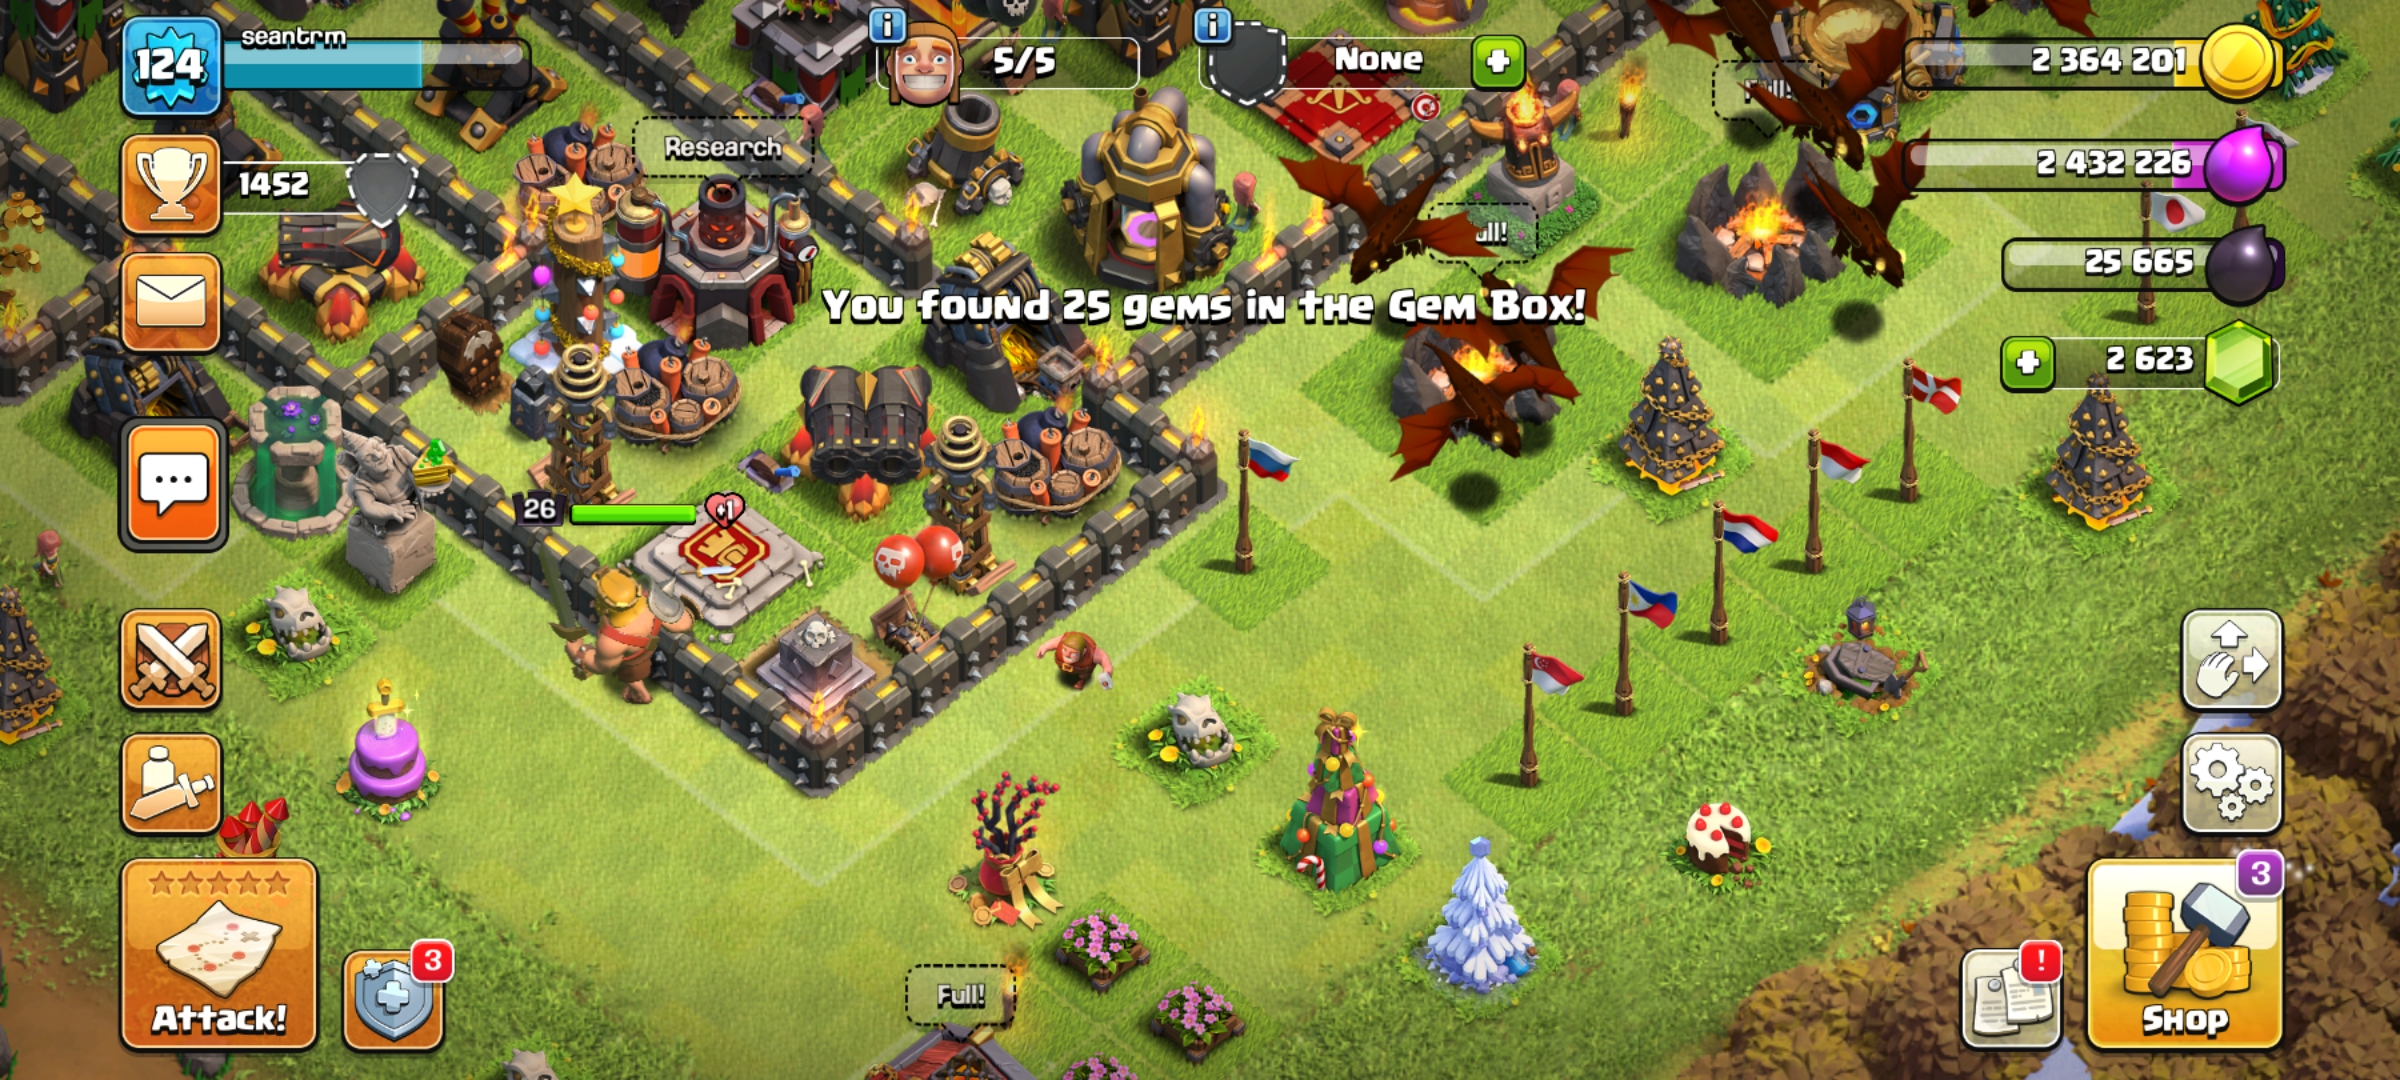 124
seantrm
5/5
None
2 364 201
Research
1452
2 432 226
ull!
25 665
You found 25 gems in the Gem Box!
2 623
26
+1
3
3
!
Full!
Attack!
Shop